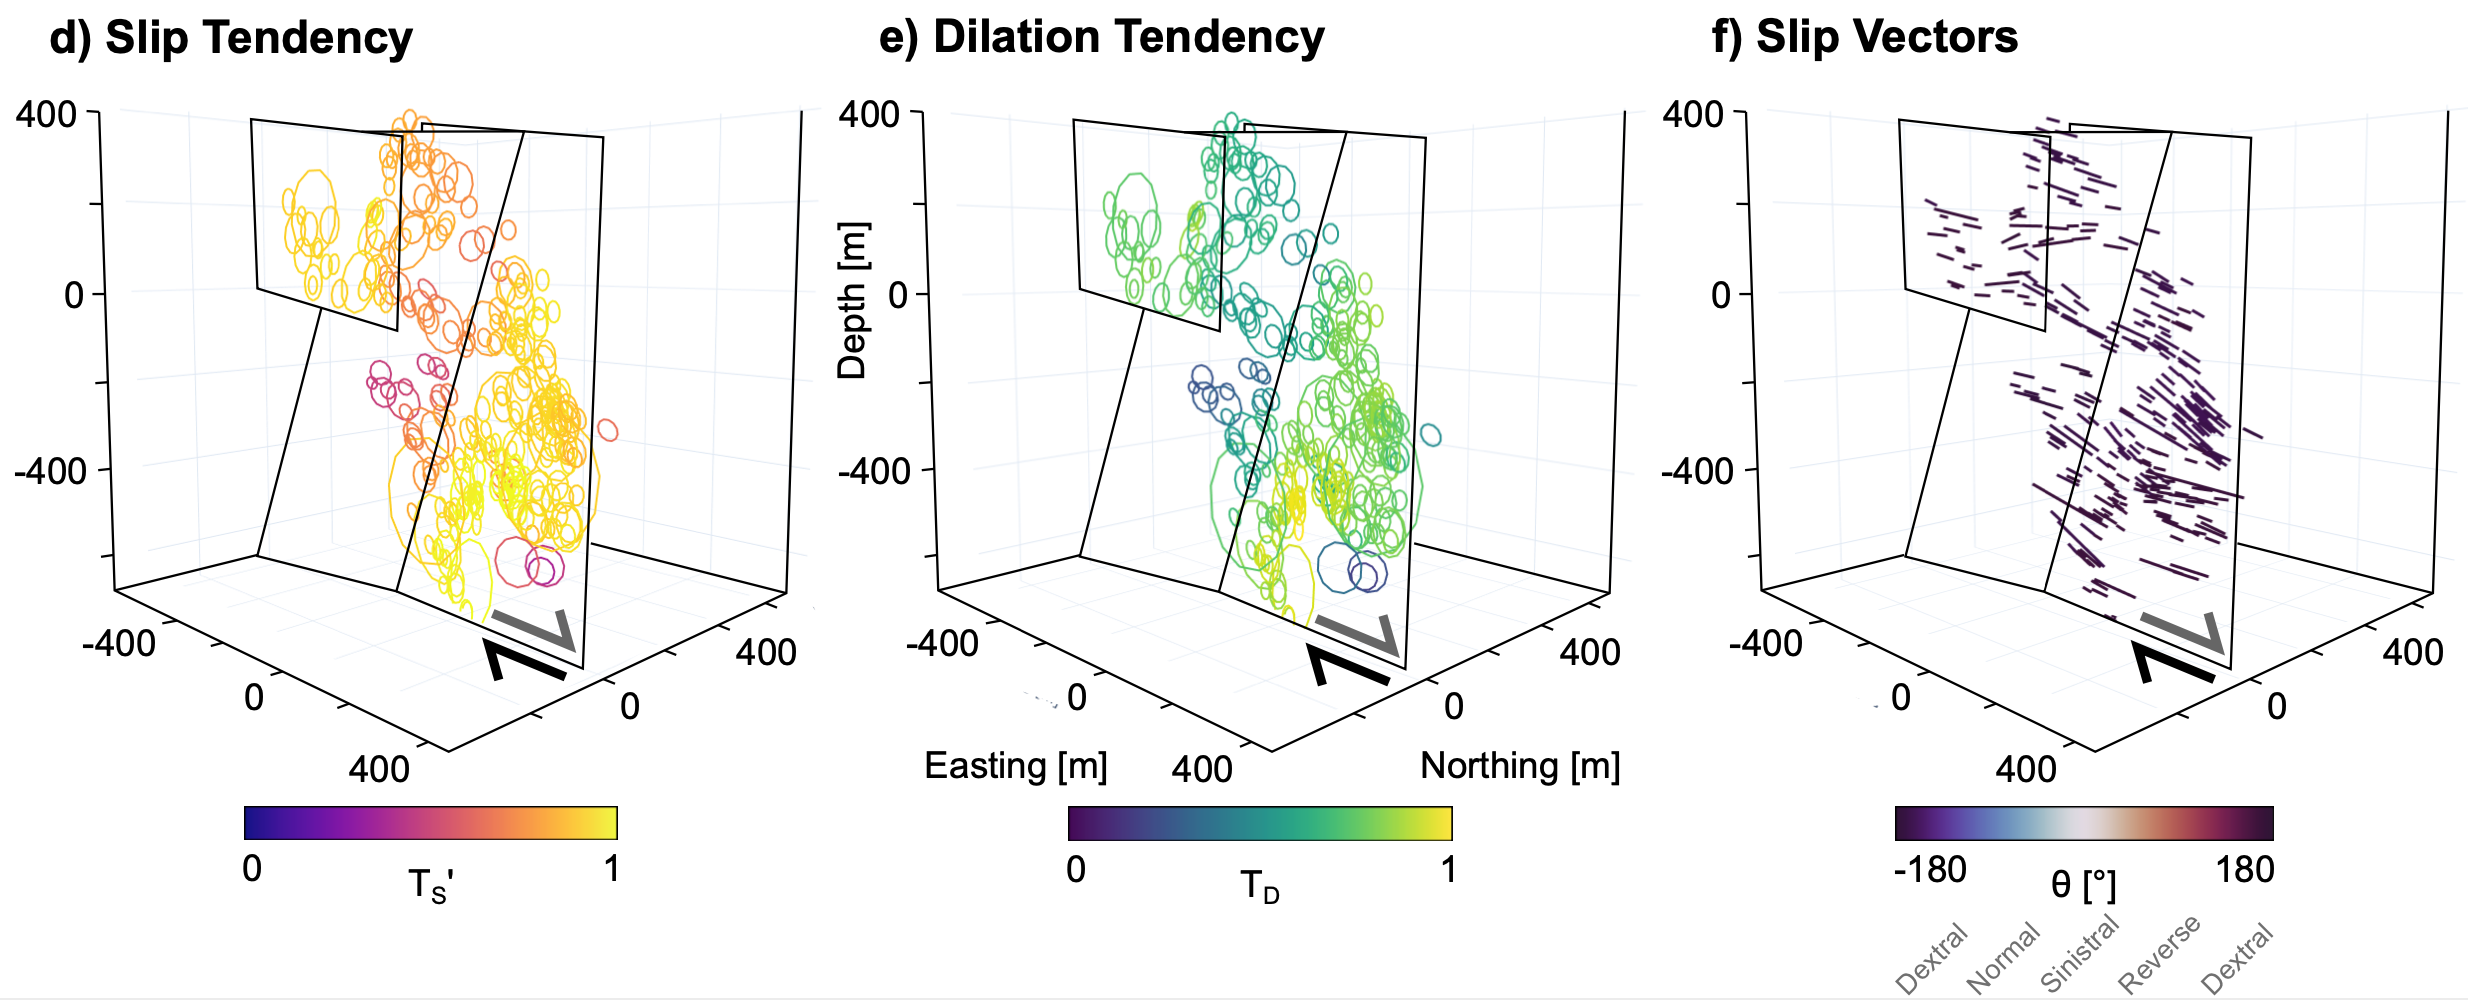 d) Slip Tendency
400
0
-400
-400
0
400
0
400
0
1
TS'
e) Dilation Tendency
Depth [m]
400
0
-400
-400
0
400
0
400
Easting [m]
Northing [m]
0
1
TD
f) Slip Vectors
400
0
-400
-400
0
400
0
400
-180
θ [°]
180
Dextral
Normal
Sinistral
Reverse
Dextral